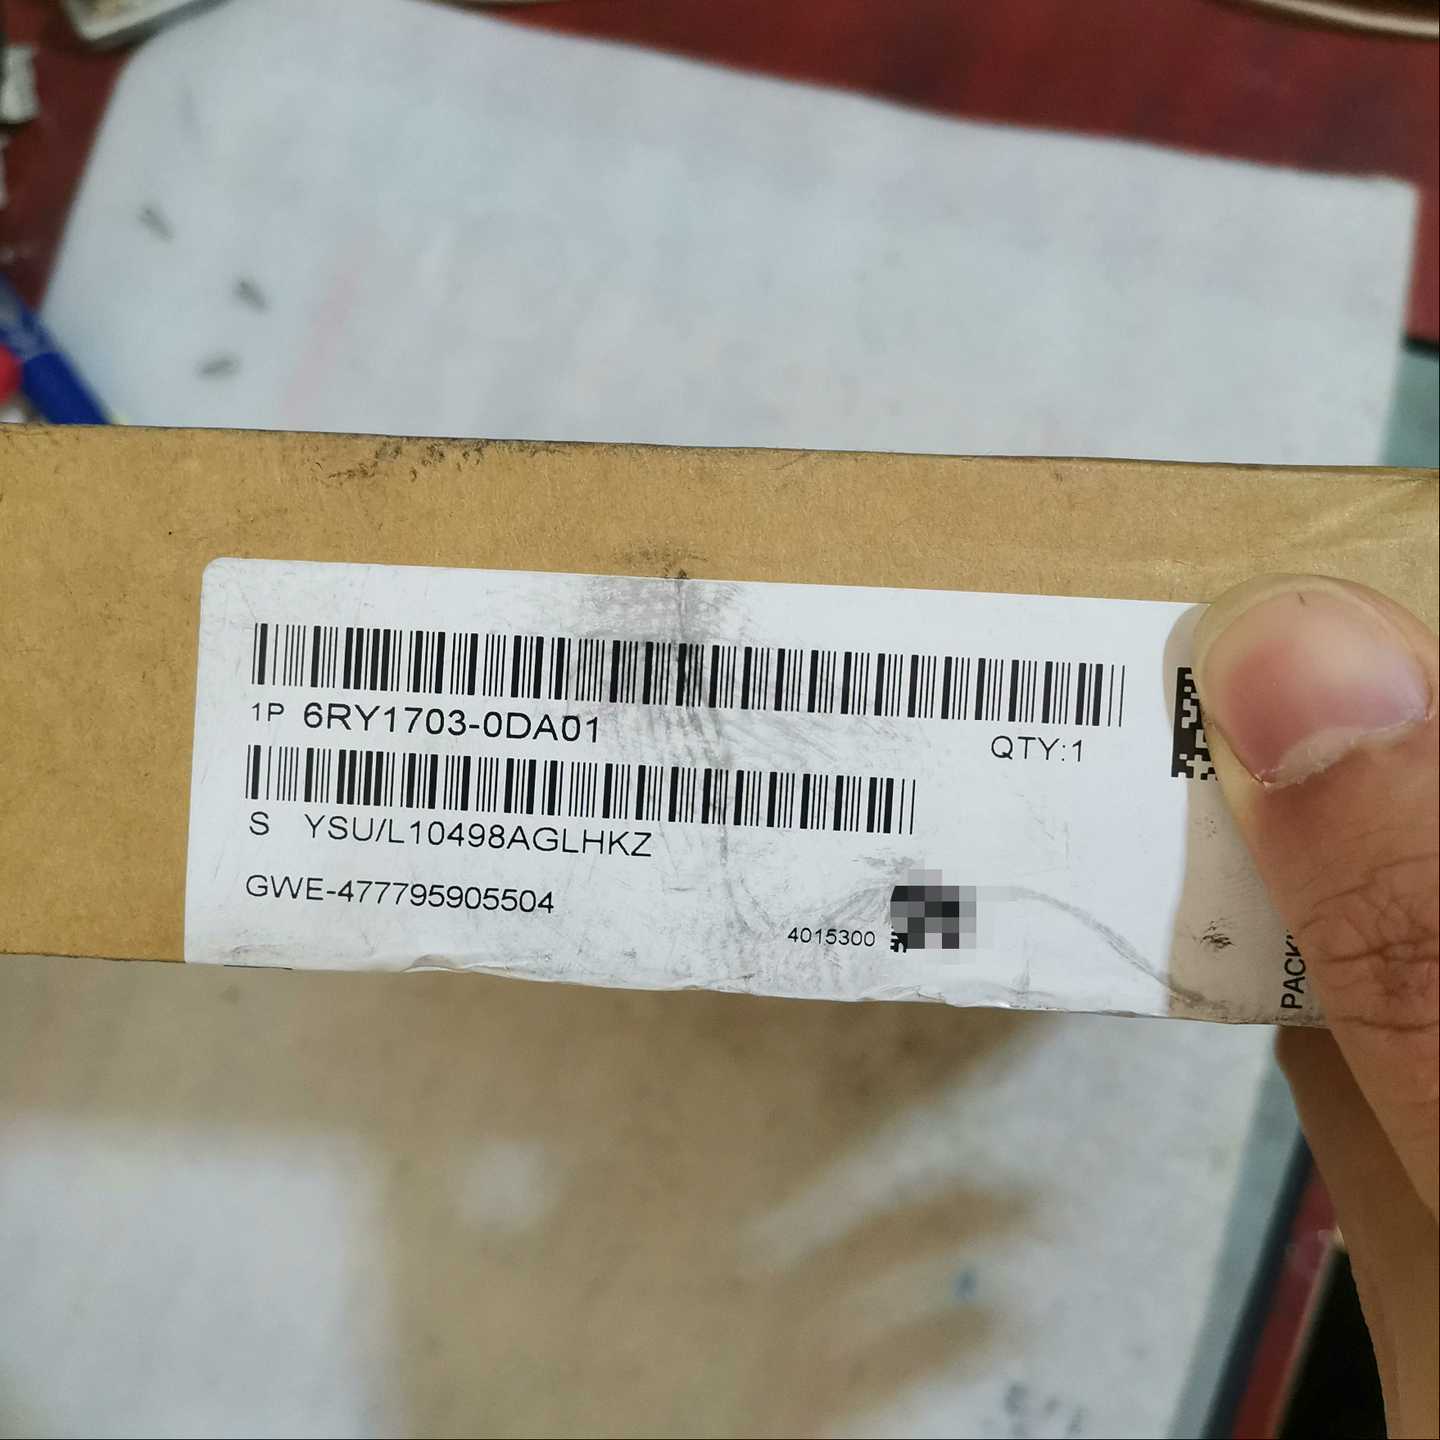 1P 6RY1703-0DA01
QTY:1
S YSU/L10498AGLHKZ
GWE-477795905504
4015300